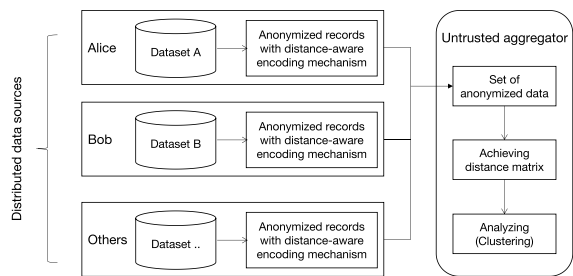 Distributed data sources
Alice
Dataset A
Anonymized records
with distance-aware
encoding mechanism
Bob
Dataset B
Anonymized records
with distance-aware
encoding mechanism
Others
Dataset ..
Anonymized records
with distance-aware
encoding mechanism
Untrusted aggregator
Set of
anonymized data
Achieving
distance matrix
Analyzing
(Clustering)